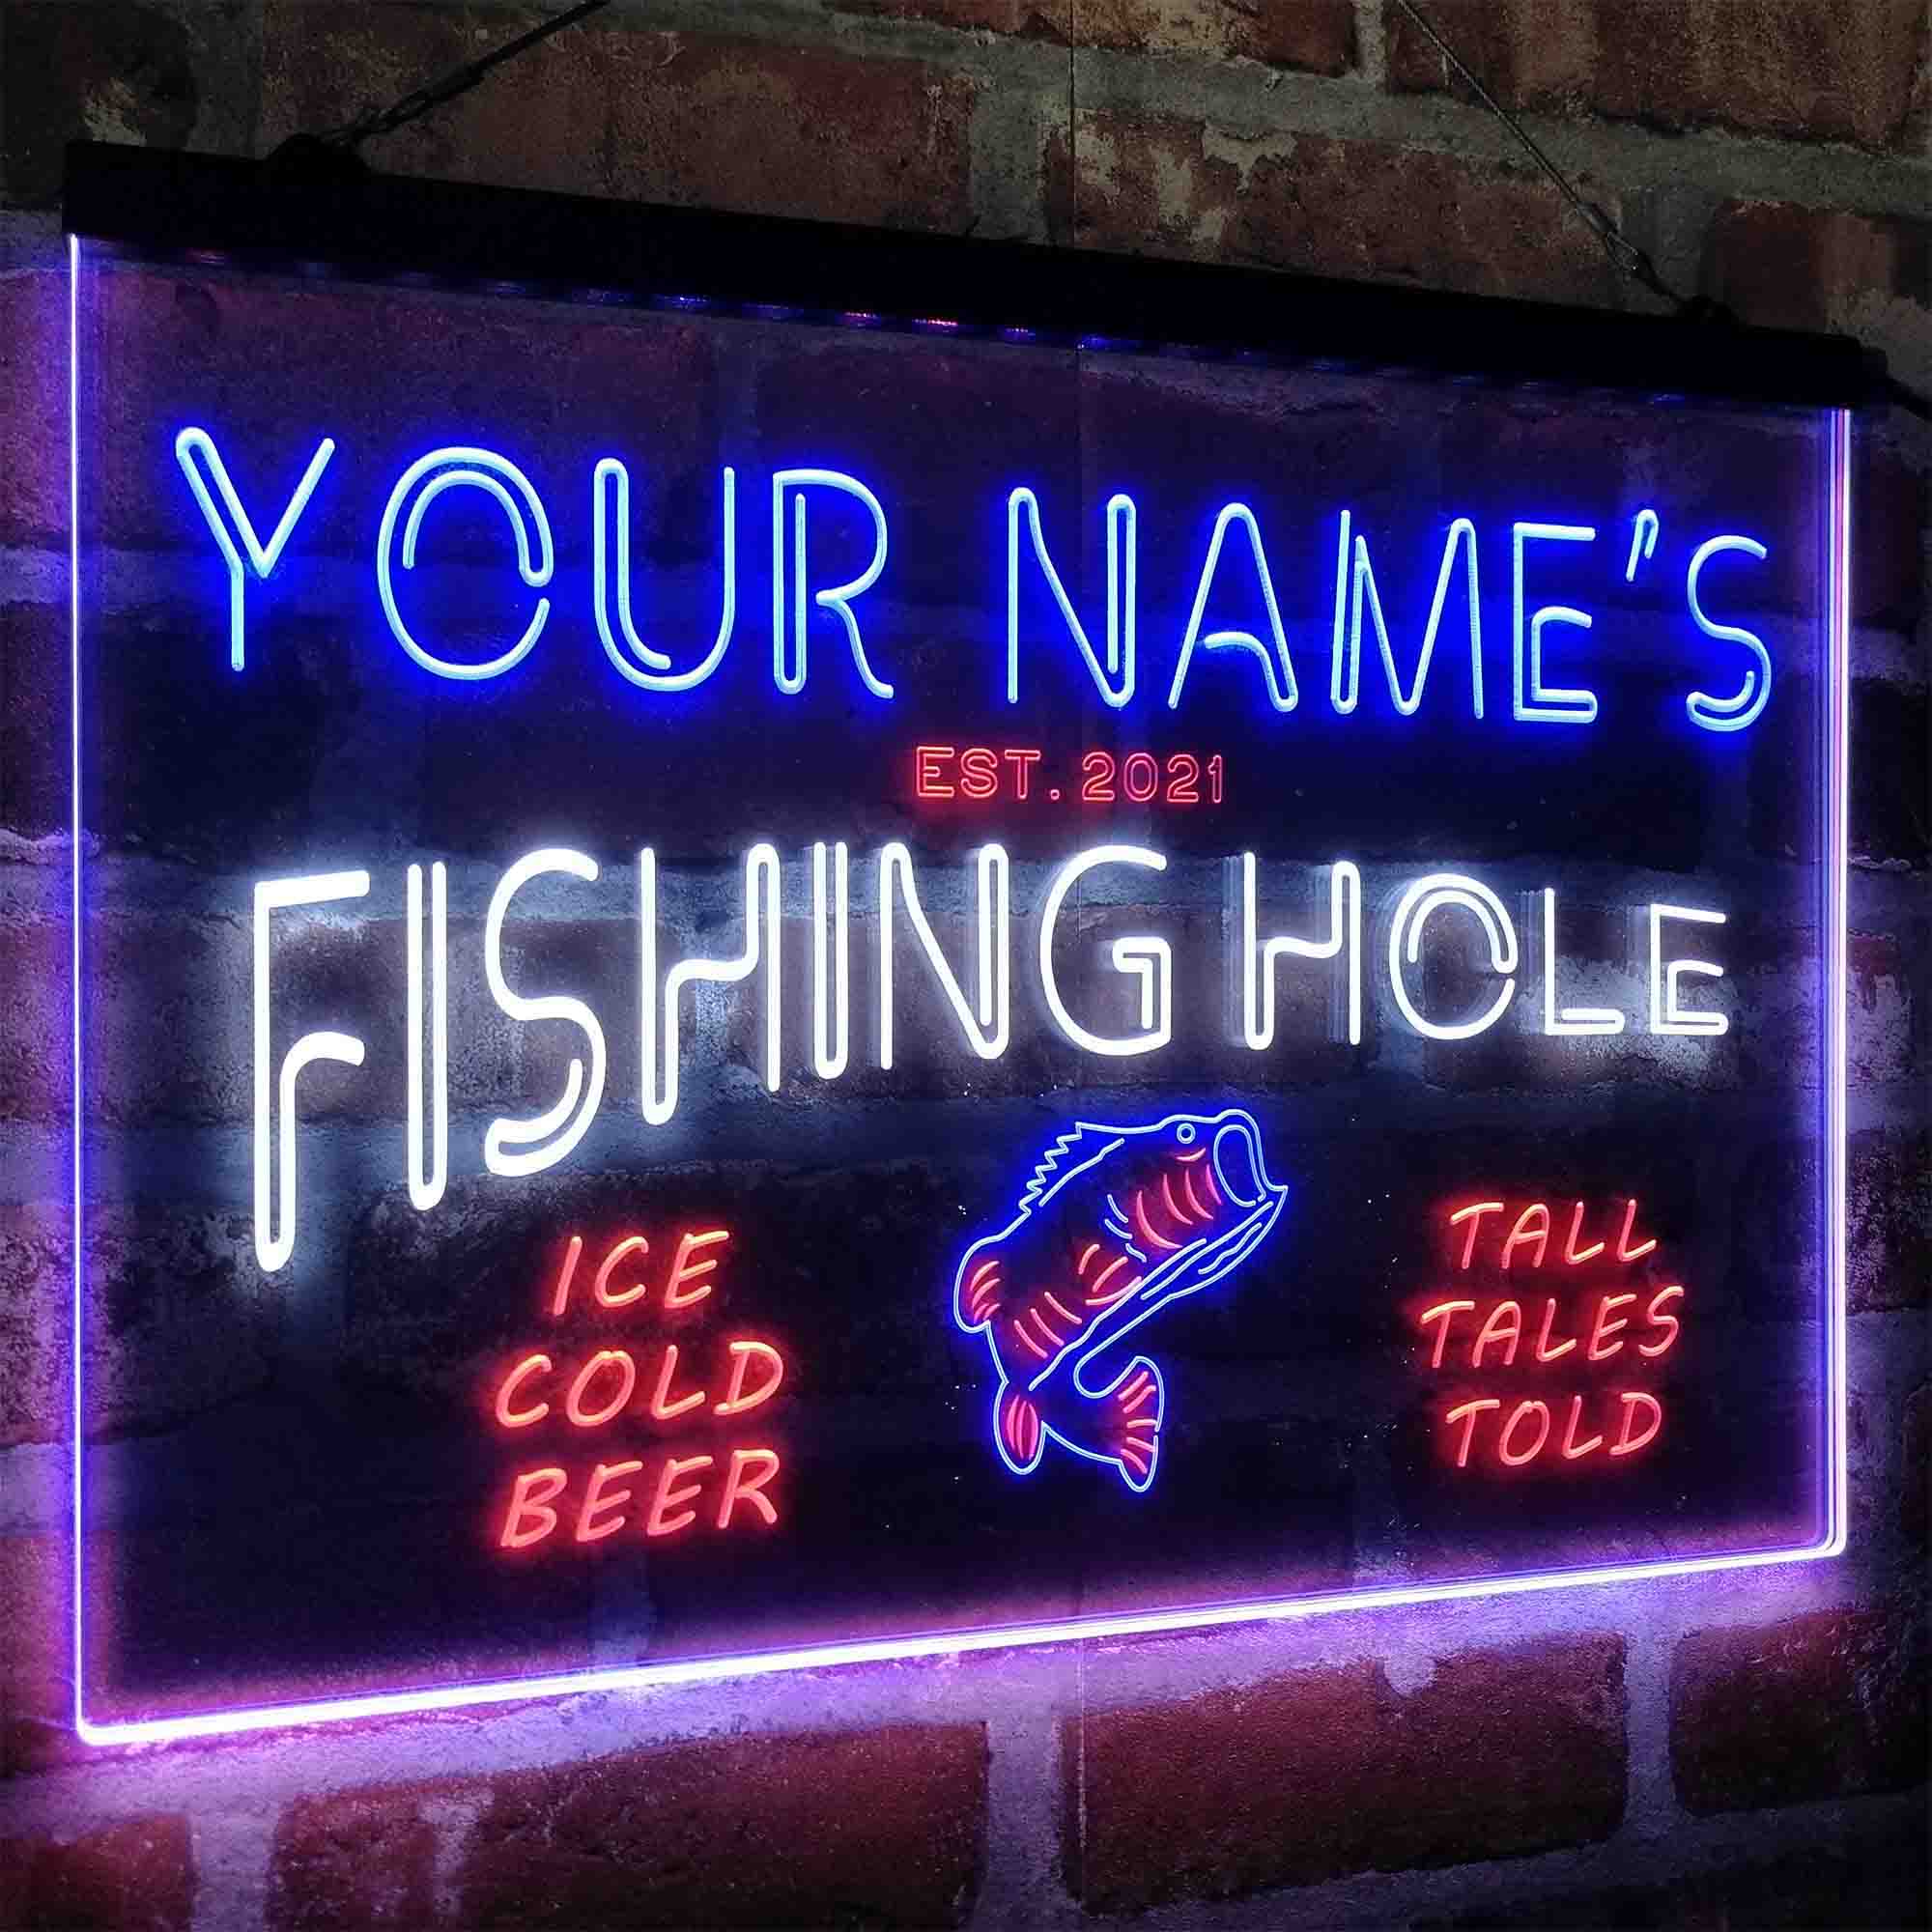 YOUR NAME'S
EST. 2021
FISHING HOLE
ICE
COLD
BEER
TALL
TALES
TOLD